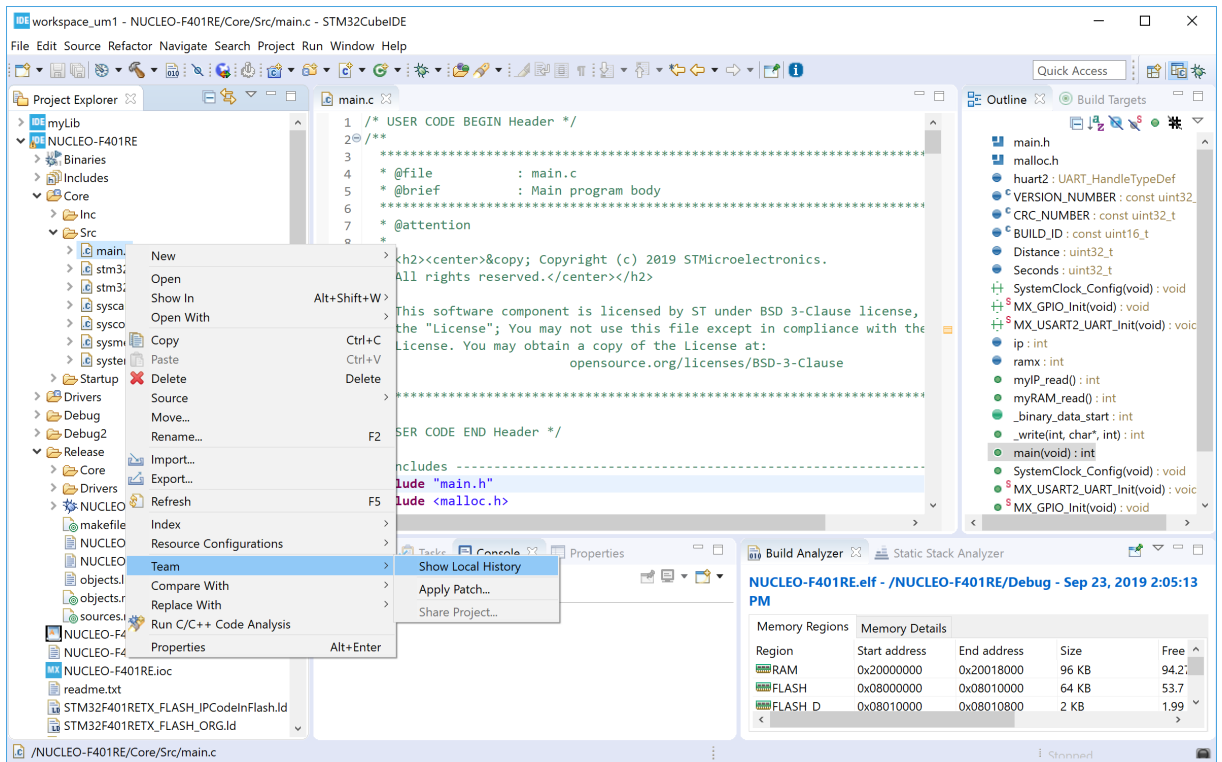 workspace_um1 - NUCLEO-F401RE/Core/Src/main.c - STM32CubeIDE
File Edit Source Refactor Navigate Search Project Run Window Help
Quick Access
Project Explorer
myLib
NUCLEO-F401RE
Binaries
Includes
Core
Inc
Src
main.
stm32
stm32
sysca
sysco
sysm
syste
Startup
Drivers
Debug
Debug2
Release
Core
Drivers
NUCLEO
makefile
NUCLEO
NUCLEO
objects.l
objects.
sources.
NUCLEO-F4
NUCLEO-F4
NUCLEO-F401RE.ioc
readme.txt
STM32F401RETX_FLASH_IPCodeInFlash.ld
STM32F401RETX_FLASH_ORG.ld
New
Open
Show In Alt+Shift+W
Open With
Copy Ctrl+C
Paste Ctrl+V
Delete Delete
Source
Move...
Rename... F2
Import...
Export...
Refresh F5
Index
Resource Configurations
Team
Compare With
Replace With
Run C/C++ Code Analysis
Properties Alt+Enter
Show Local History
Apply Patch...
Share Project...
main.c
1 /* USER CODE BEGIN Header */
2 /**
3 ******************************************************************************
4 * @file : main.c
5 * @brief : Main program body
6 ******************************************************************************
7 * @attention
8 *
<h2><center>&copy; Copyright (c) 2019 STMicroelectronics.
All rights reserved.</center></h2>
This software component is licensed by ST under BSD 3-Clause license,
the "License"; You may not use this file except in compliance with the
License. You may obtain a copy of the License at:
opensource.org/licenses/BSD-3-Clause
******************************************************************************
SER CODE END Header */
ncludes ------------------------------------------------------------------
lude "main.h"
lude <malloc.h>
Outline
Build Targets
main.h
malloc.h
huart2 : UART_HandleTypeDef
VERSION_NUMBER : const uint32_
CRC_NUMBER : const uint32_t
BUILD_ID : const uint16_t
Distance : uint32_t
Seconds : uint32_t
SystemClock_Config(void) : void
MX_GPIO_Init(void) : void
MX_USART2_UART_Init(void) : void
ip : int
ramx : int
myIP_read() : int
myRAM_read() : int
_binary_data_start : int
_write(int, char*, int) : int
main(void) : int
SystemClock_Config(void) : void
MX_USART2_UART_Init(void) : void
MX_GPIO_Init(void) : void
Tasks
Console
Properties
Build Analyzer
Static Stack Analyzer
NUCLEO-F401RE.elf - /NUCLEO-F401RE/Debug - Sep 23, 2019 2:05:13
PM
Memory Regions Memory Details
Region Start address End address Size Free
RAM 0x20000000 0x20018000 96 KB 94.27
FLASH 0x08000000 0x08010000 64 KB 53.7
FLASH_D 0x08010000 0x08010800 2 KB 1.99
/NUCLEO-F401RE/Core/Src/main.c
Stopped